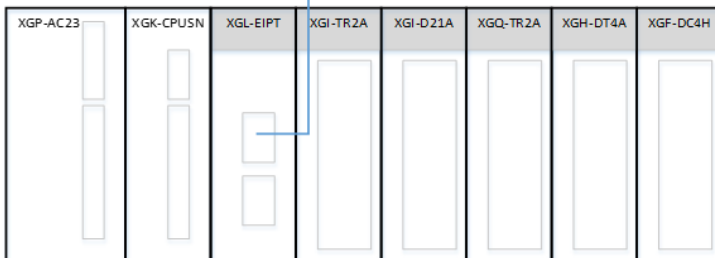 XGP-AC23
XGK-CPUSN
XGL-EIPT
XGI-TR2A
XGI-D21A
XGQ-TR2A
XGH-DT4A
XGF-DC4H